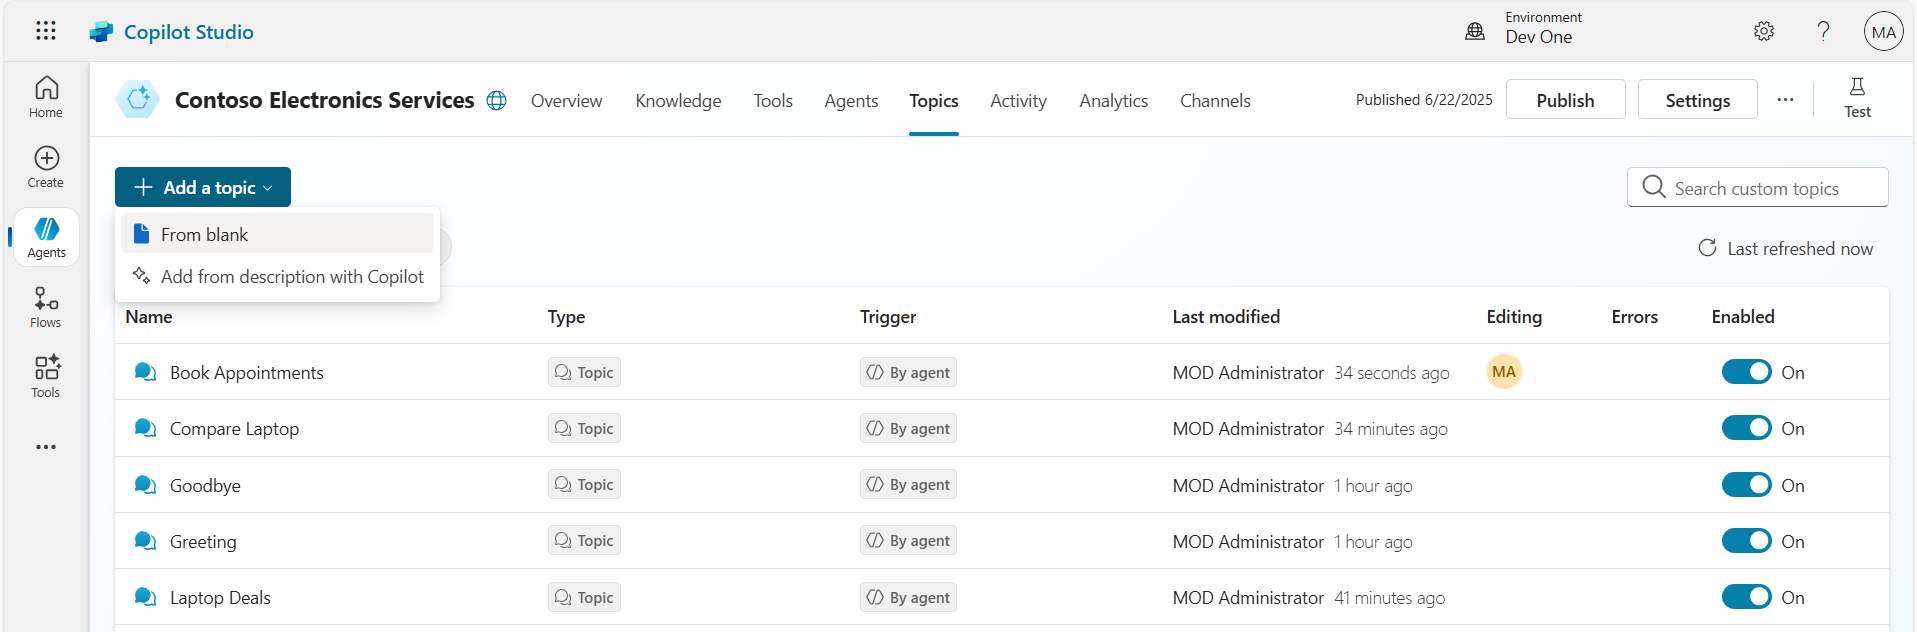 Copilot Studio
Environment
Dev One
MA
Home
Create
Agents
Flows
Tools
Contoso Electronics Services
Overview
Knowledge
Tools
Agents
Topics
Activity
Analytics
Channels
Published 6/22/2025
Publish
Settings
Test
Add a topic
Search custom topics
From blank
Add from description with Copilot
Last refreshed now
Name Type Trigger Last modified Editing Errors Enabled
Book Appointments Topic By agent MOD Administrator 34 seconds ago MA On
Compare Laptop Topic By agent MOD Administrator 34 minutes ago On
Goodbye Topic By agent MOD Administrator 1 hour ago On
Greeting Topic By agent MOD Administrator 1 hour ago On
Laptop Deals Topic By agent MOD Administrator 41 minutes ago On